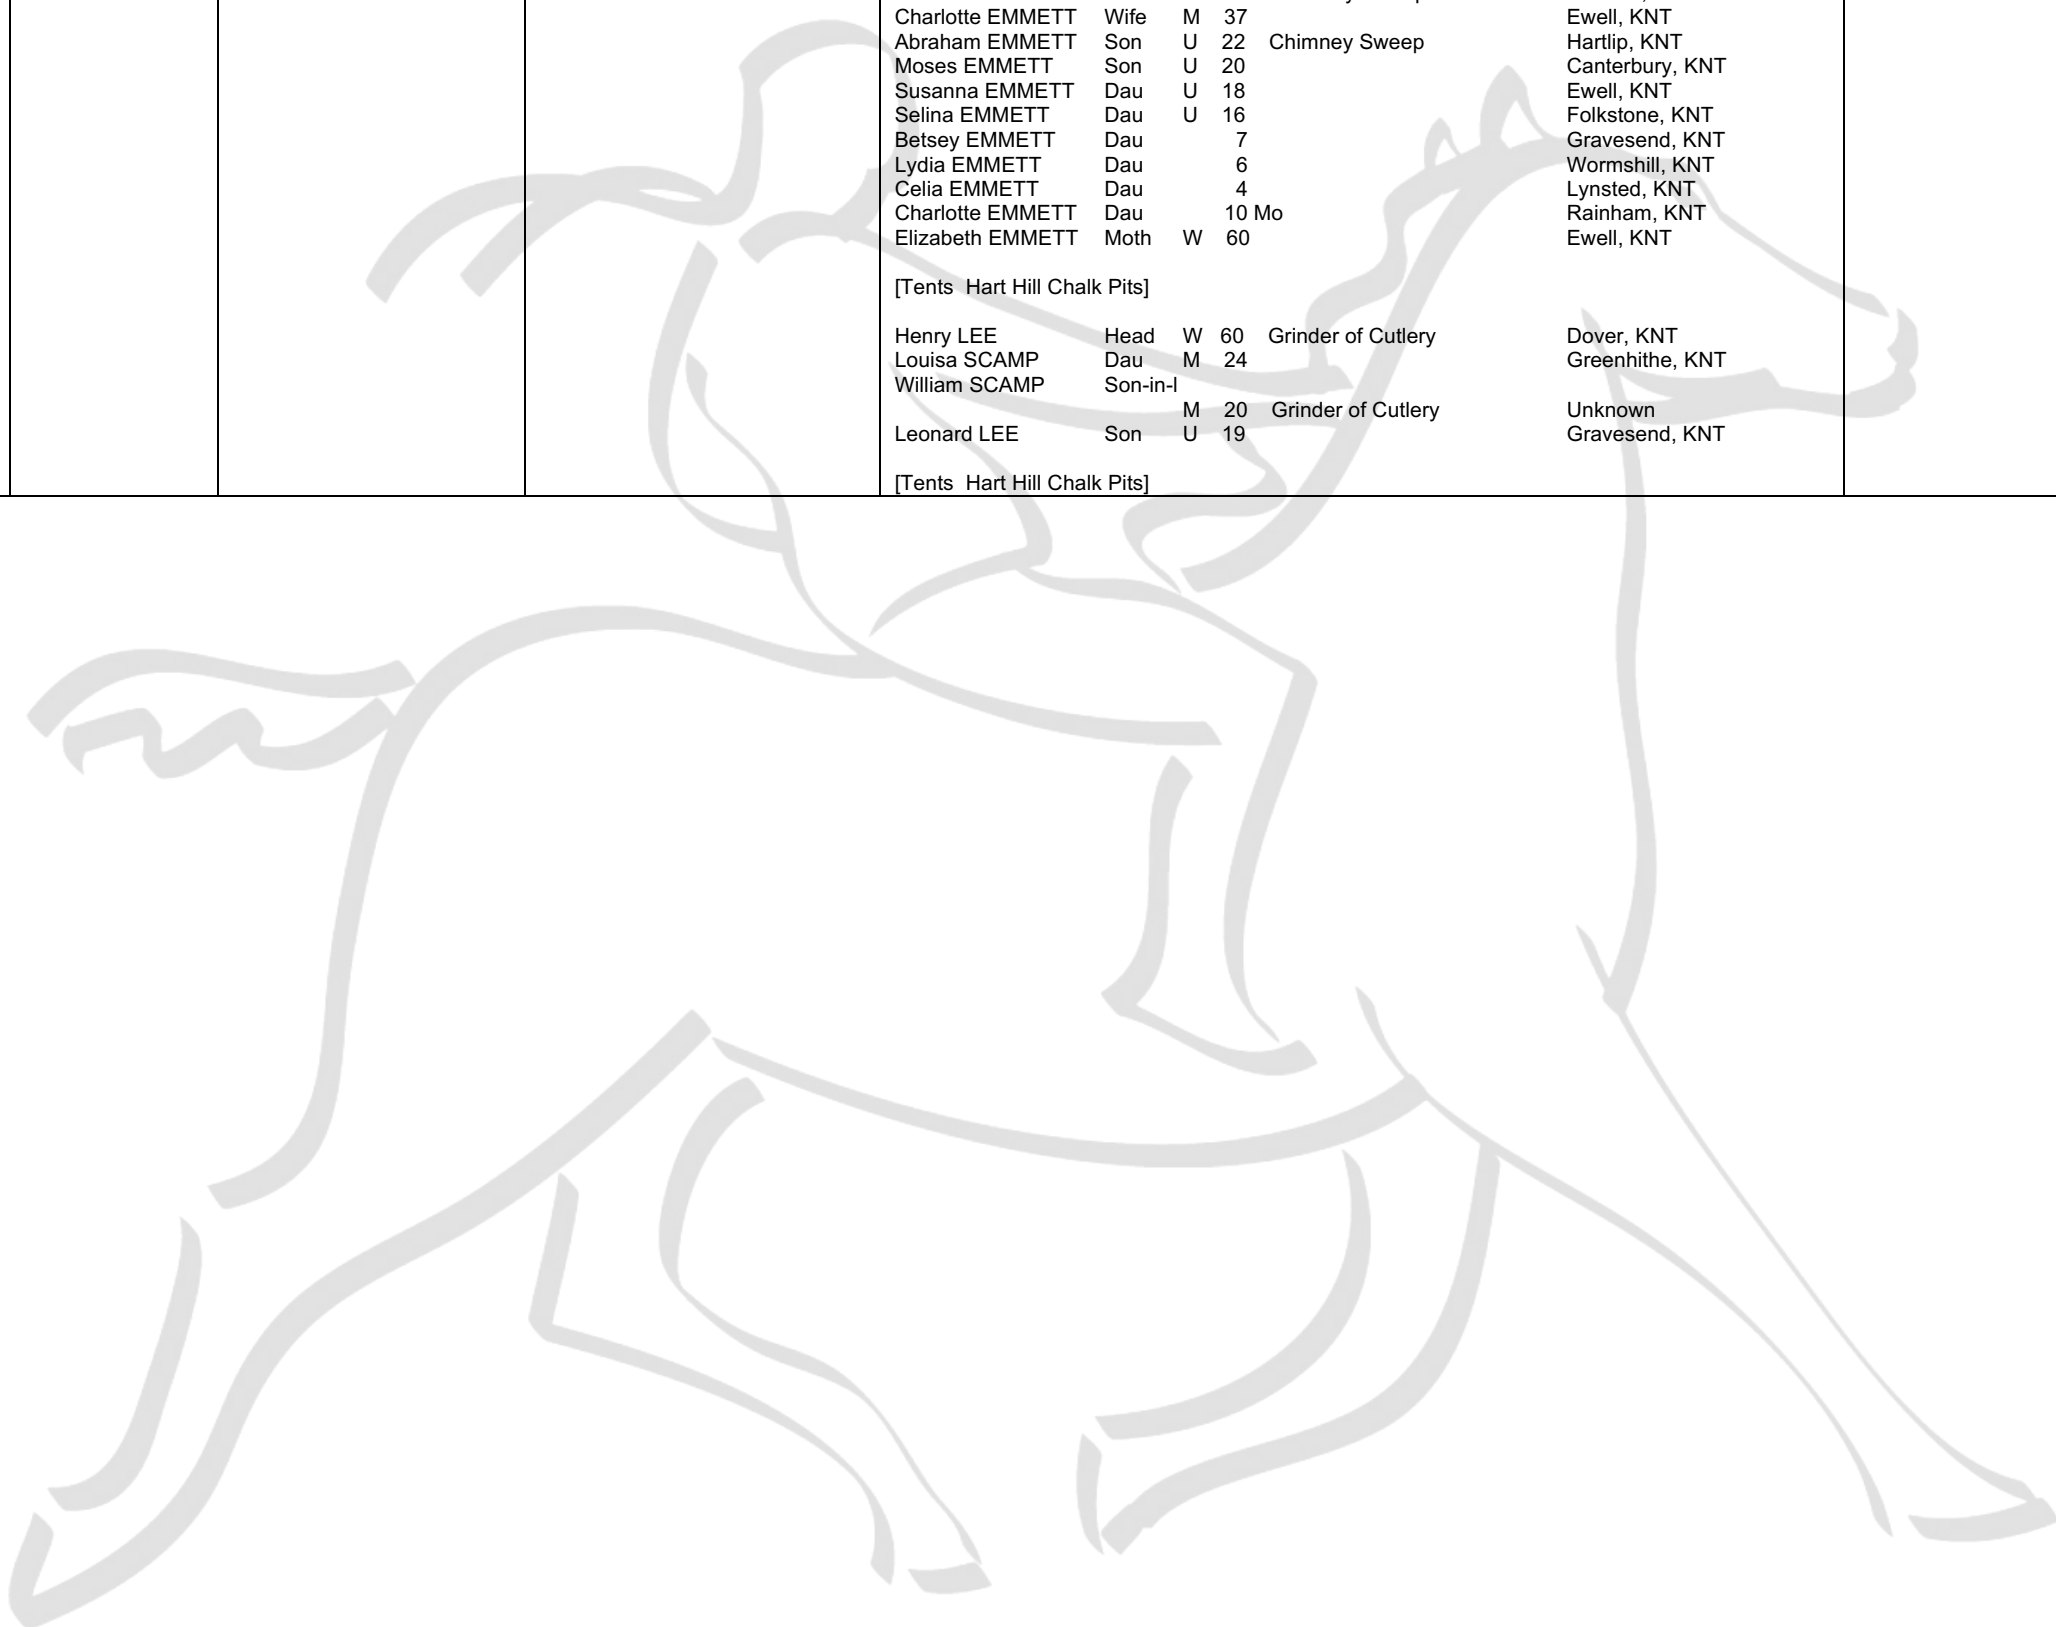 Charlotte EMMETT Wife M 37 Ewell, KNT
Abraham EMMETT Son U 22 Chimney Sweep Hartlip, KNT
Moses EMMETT Son U 20 Canterbury, KNT
Susanna EMMETT Dau U 18 Ewell, KNT
Selina EMMETT Dau U 16 Folkstone, KNT
Betsey EMMETT Dau 7 Gravesend, KNT
Lydia EMMETT Dau 6 Wormshill, KNT
Celia EMMETT Dau 4 Lynsted, KNT
Charlotte EMMETT Dau 10 Mo Rainham, KNT
Elizabeth EMMETT Moth W 60 Ewell, KNT
[Tents Hart Hill Chalk Pits]
Henry LEE Head W 60 Grinder of Cutlery Dover, KNT
Louisa SCAMP Dau M 24 Greenhithe, KNT
William SCAMP Son-in-l
M 20 Grinder of Cutlery Unknown
Leonard LEE Son U 19 Gravesend, KNT
[Tents Hart Hill Chalk Pits]